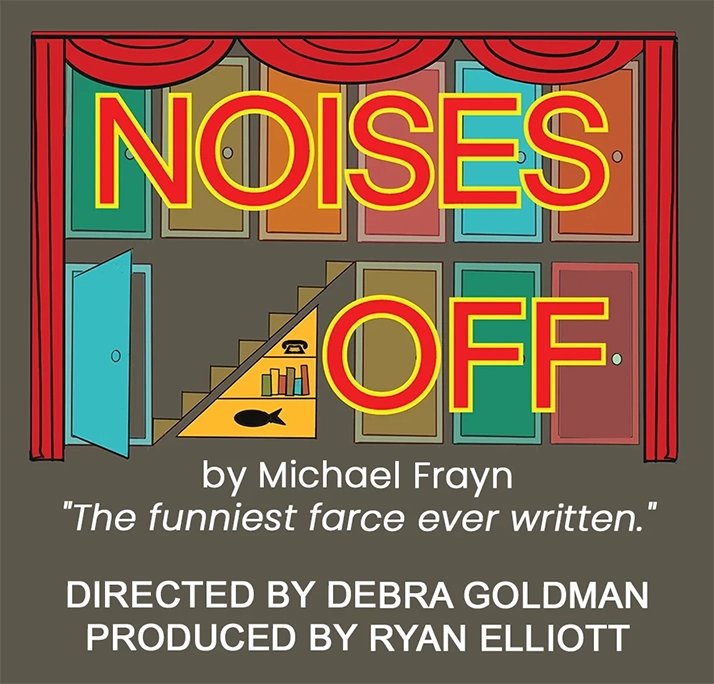 NOISES
OFF
by Michael Frayn
"The funniest farce ever written."
DIRECTED BY DEBRA GOLDMAN
PRODUCED BY RYAN ELLIOTT